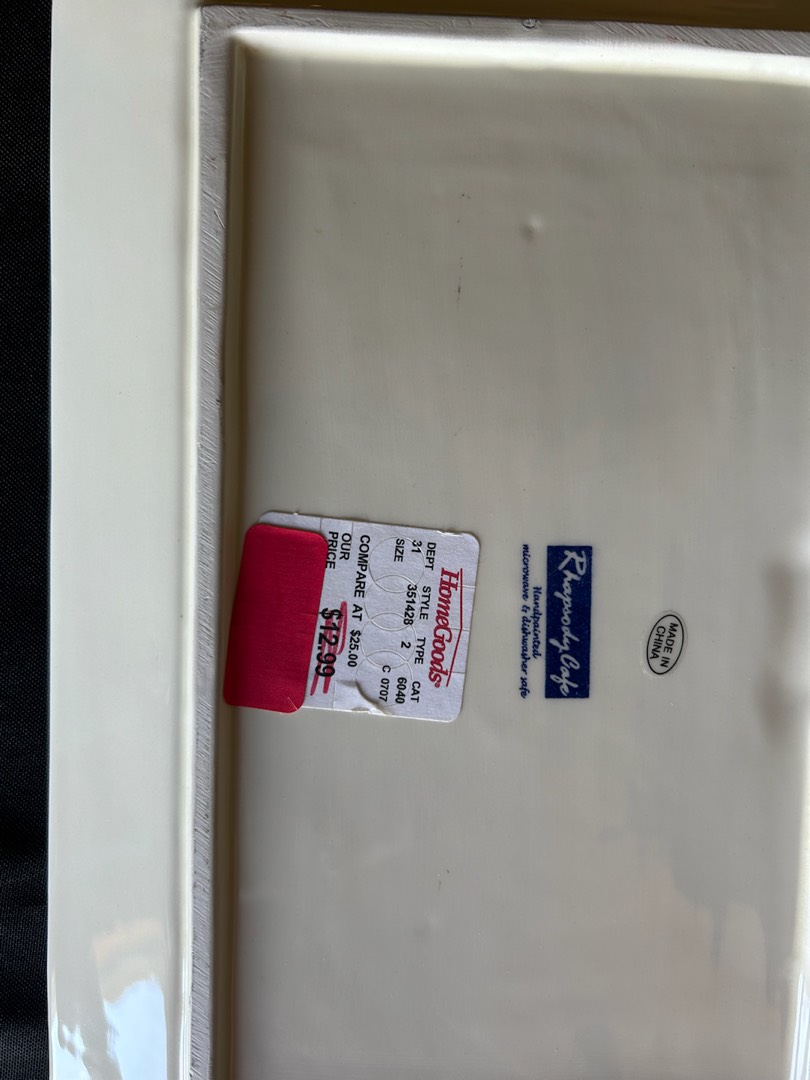 MADE IN
CHINA
Rhapsody Cafe
Handpainted
microwave & dishwasher safe
HomeGoods
DEPT STYLE TYPE CAT
31 351428 2 6040
SIZE C 0707
COMPARE AT $25.00
OUR
PRICE $12.99